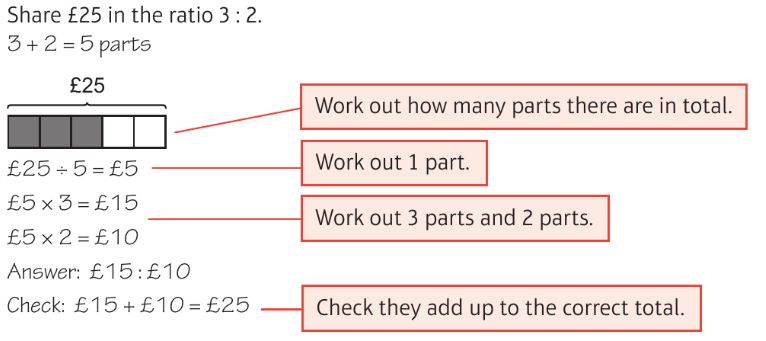 Share £25 in the ratio 3 : 2.
3 + 2 = 5 parts
£25
Work out how many parts there are in total.
£25 ÷ 5 = £5
Work out 1 part.
£5 × 3 = £15
£5 × 2 = £10
Work out 3 parts and 2 parts.
Answer: £15 : £10
Check: £15 + £10 = £25
Check they add up to the correct total.